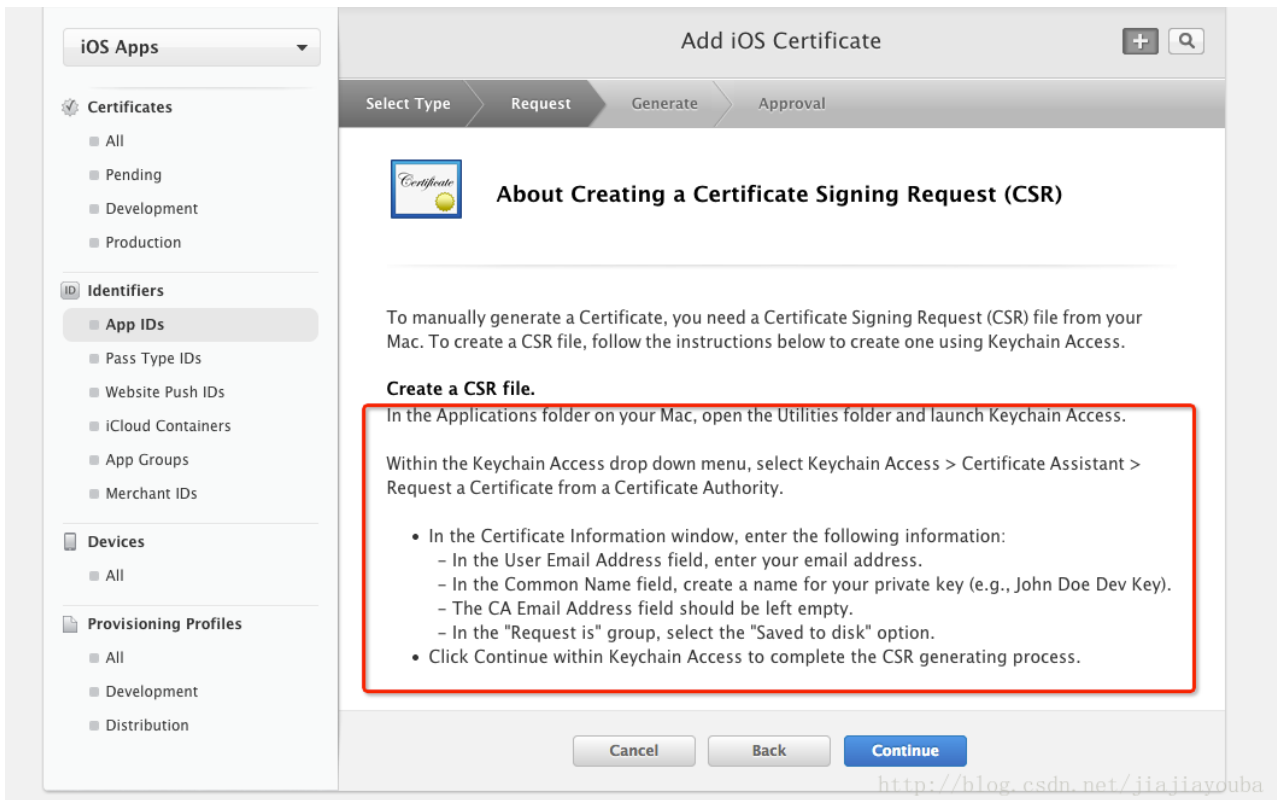 iOS Apps
Add iOS Certificate
Certificates
All
Pending
Development
Production
Identifiers
App IDs
Pass Type IDs
Website Push IDs
iCloud Containers
App Groups
Merchant IDs
Devices
All
Provisioning Profiles
All
Development
Distribution
Select Type
Request
Generate
Approval
Certificate
About Creating a Certificate Signing Request (CSR)
To manually generate a Certificate, you need a Certificate Signing Request (CSR) file from your
Mac. To create a CSR file, follow the instructions below to create one using Keychain Access.
Create a CSR file.
In the Applications folder on your Mac, open the Utilities folder and launch Keychain Access.
Within the Keychain Access drop down menu, select Keychain Access > Certificate Assistant >
Request a Certificate from a Certificate Authority.
• In the Certificate Information window, enter the following information:
– In the User Email Address field, enter your email address.
– In the Common Name field, create a name for your private key (e.g., John Doe Dev Key).
– The CA Email Address field should be left empty.
– In the "Request is" group, select the "Saved to disk" option.
• Click Continue within Keychain Access to complete the CSR generating process.
Cancel
Back
Continue
http://blog.csdn.net/jiajiayouba
ID